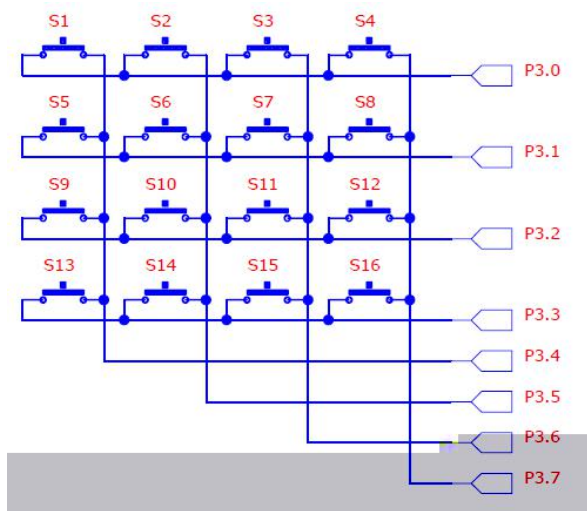 S1 S2 S3 S4
P3.0
S5 S6 S7 S8
P3.1
S9 S10 S11 S12
P3.2
S13 S14 S15 S16
P3.3
P3.4
P3.5
P3.6
P3.7